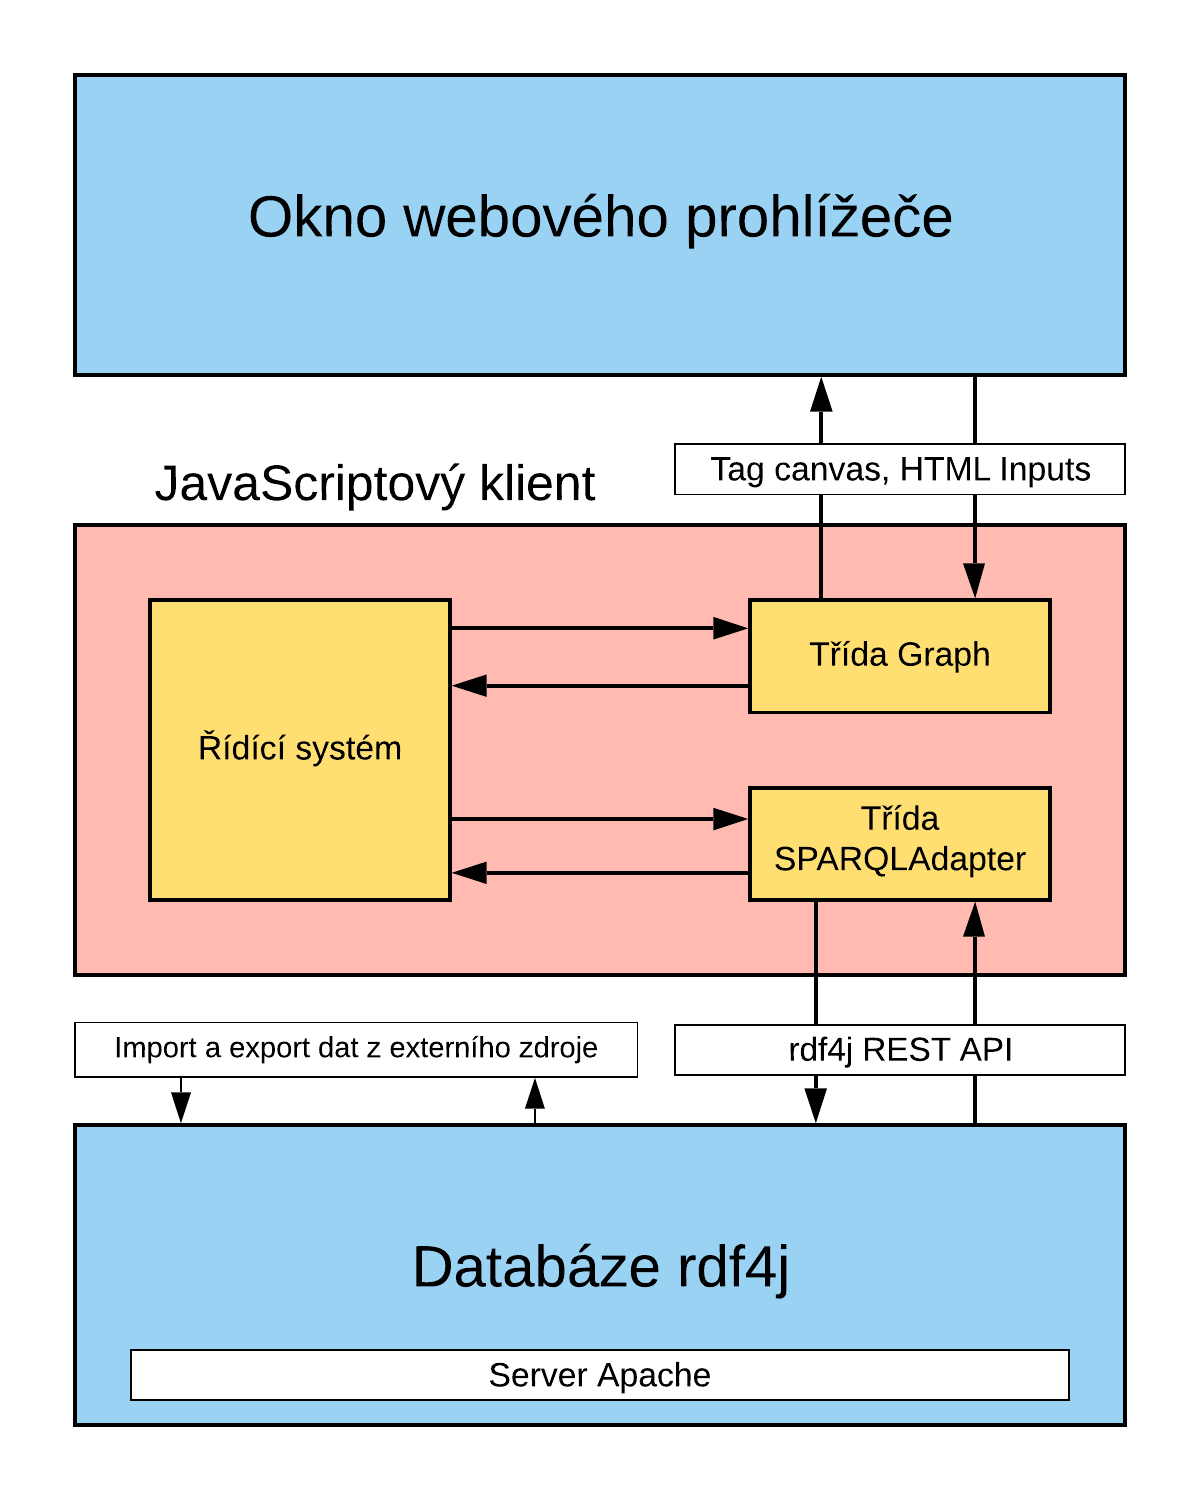 Okno webového prohlížeče
JavaScriptový klient
Tag canvas, HTML Inputs
Řídící systém
Třída Graph
Třída
SPARQLAdapter
Import a export dat z externího zdroje
rdf4j REST API
Databáze rdf4j
Server Apache